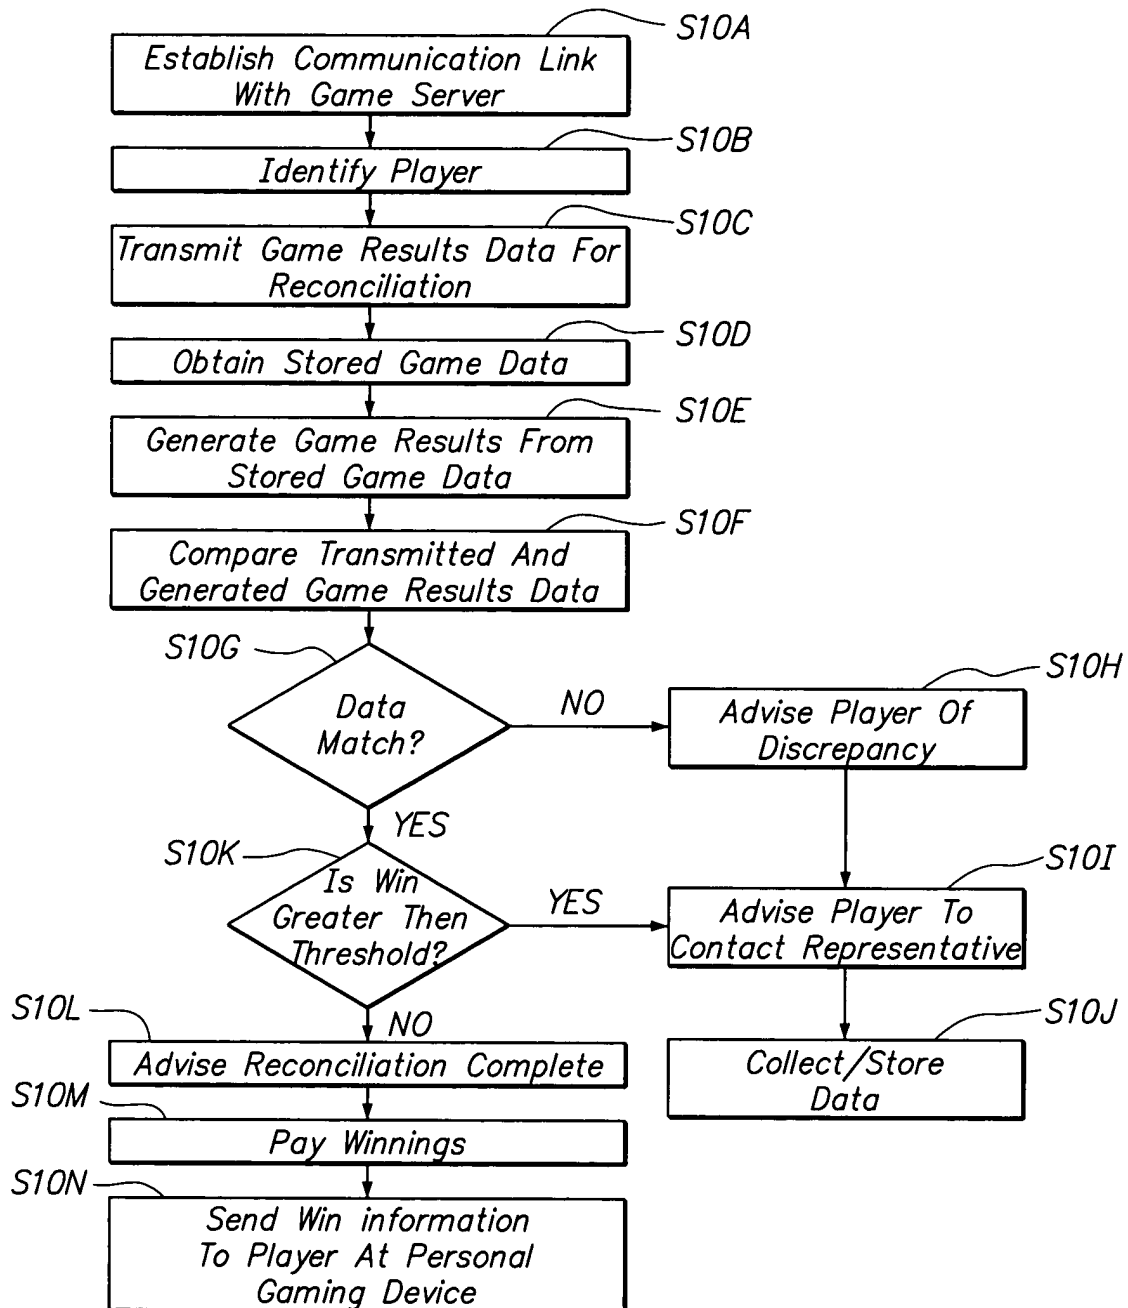 S10A
Establish Communication Link
With Game Server
S10B
Identify Player
S10C
Transmit Game Results Data For
Reconciliation
S10D
Obtain Stored Game Data
S10E
Generate Game Results From
Stored Game Data
S10F
Compare Transmitted And
Generated Game Results Data
S10G
Data
Match?
NO
S10H
Advise Player Of
Discrepancy
YES
S10K
Is Win
Greater Then
Threshold?
YES
S10I
Advise Player To
Contact Representative
NO
S10J
Collect/Store
Data
S10L
Advise Reconciliation Complete
S10M
Pay Winnings
S10N
Send Win information
To Player At Personal
Gaming Device